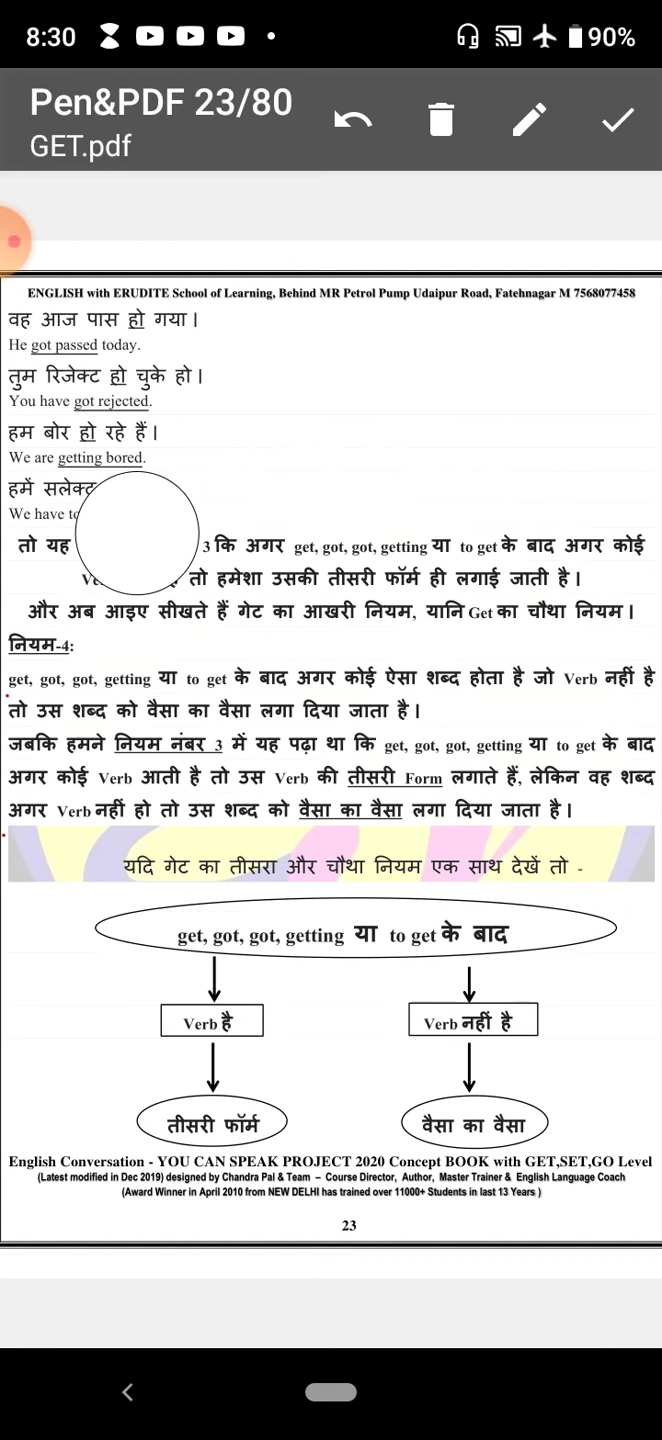 8:30
90%
Pen&PDF 23/80
GET.pdf
ENGLISH with ERUDITE School of Learning, Behind MR Petrol Pump Udaipur Road, Fatehnagar M 7568077458
वह आज पास हो गया।
He got passed today.
तुम रिजेक्ट हो चुके हो।
You have got rejected.
हम बोर हो रहे हैं।
We are getting bored.
हमें
We have
तो यह 3 कि अगर get, got, got, getting या to get के बाद अगर कोई
तो हमेशा उसकी तीसरी फॉर्म ही लगाई जाती है।
और अब आइए सीखते हैं गेट का आखरी नियम, यानि Get का चौथा नियम।
नियम-4:
get, got, got, getting या to get के बाद अगर कोई ऐसा शब्द होता है जो Verb नहीं है
तो उस शब्द को वैसा का वैसा लगा दिया जाता है।
जबकि हमने नियम नंबर 3 में यह पढ़ा था कि get, got, got, getting या to get के बाद
अगर कोई Verb आती है तो उस Verb की तीसरी Form लगाते हैं, लेकिन वह शब्द
अगर Verb नहीं हो तो उस शब्द को वैसा का वैसा लगा दिया जाता है।
यदि गेट का तीसरा और चौथा नियम एक साथ देखें तो -
get, got, got, getting या to get के बाद
Verb है
Verb नहीं है
तीसरी फॉर्म
वैसा का वैसा
English Conversation - YOU CAN SPEAK PROJECT 2020 Concept BOOK with GET,SET,GO Level
(Latest modified in Dec 2019) designed by Chandra Pal & Team – Course Director, Author, Master Trainer & English Language Coach
(Award Winner in April 2010 from NEW DELHI has trained over 11000+ Students in last 13 Years )
23